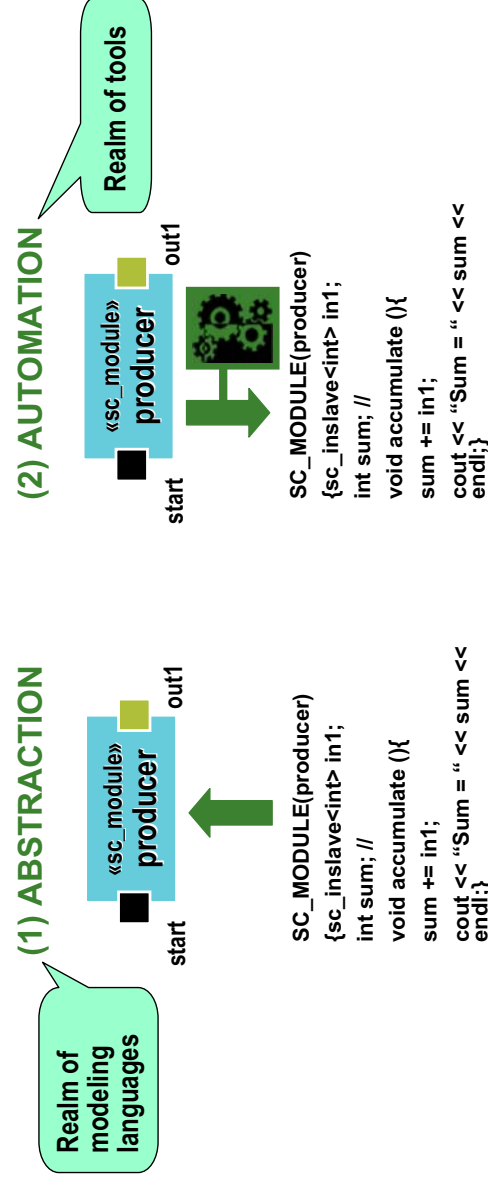 (1) ABSTRACTION
Realm of
modeling
languages
«sc_module»
producer
start
out1
SC_MODULE(producer)
{sc_inslave<int> in1;
int sum; //
void accumulate (){
sum += in1;
cout << “Sum = “ << sum <<
endl;}
(2) AUTOMATION
Realm of tools
«sc_module»
producer
start
out1
SC_MODULE(producer)
{sc_inslave<int> in1;
int sum; //
void accumulate (){
sum += in1;
cout << “Sum = “ << sum <<
endl;}